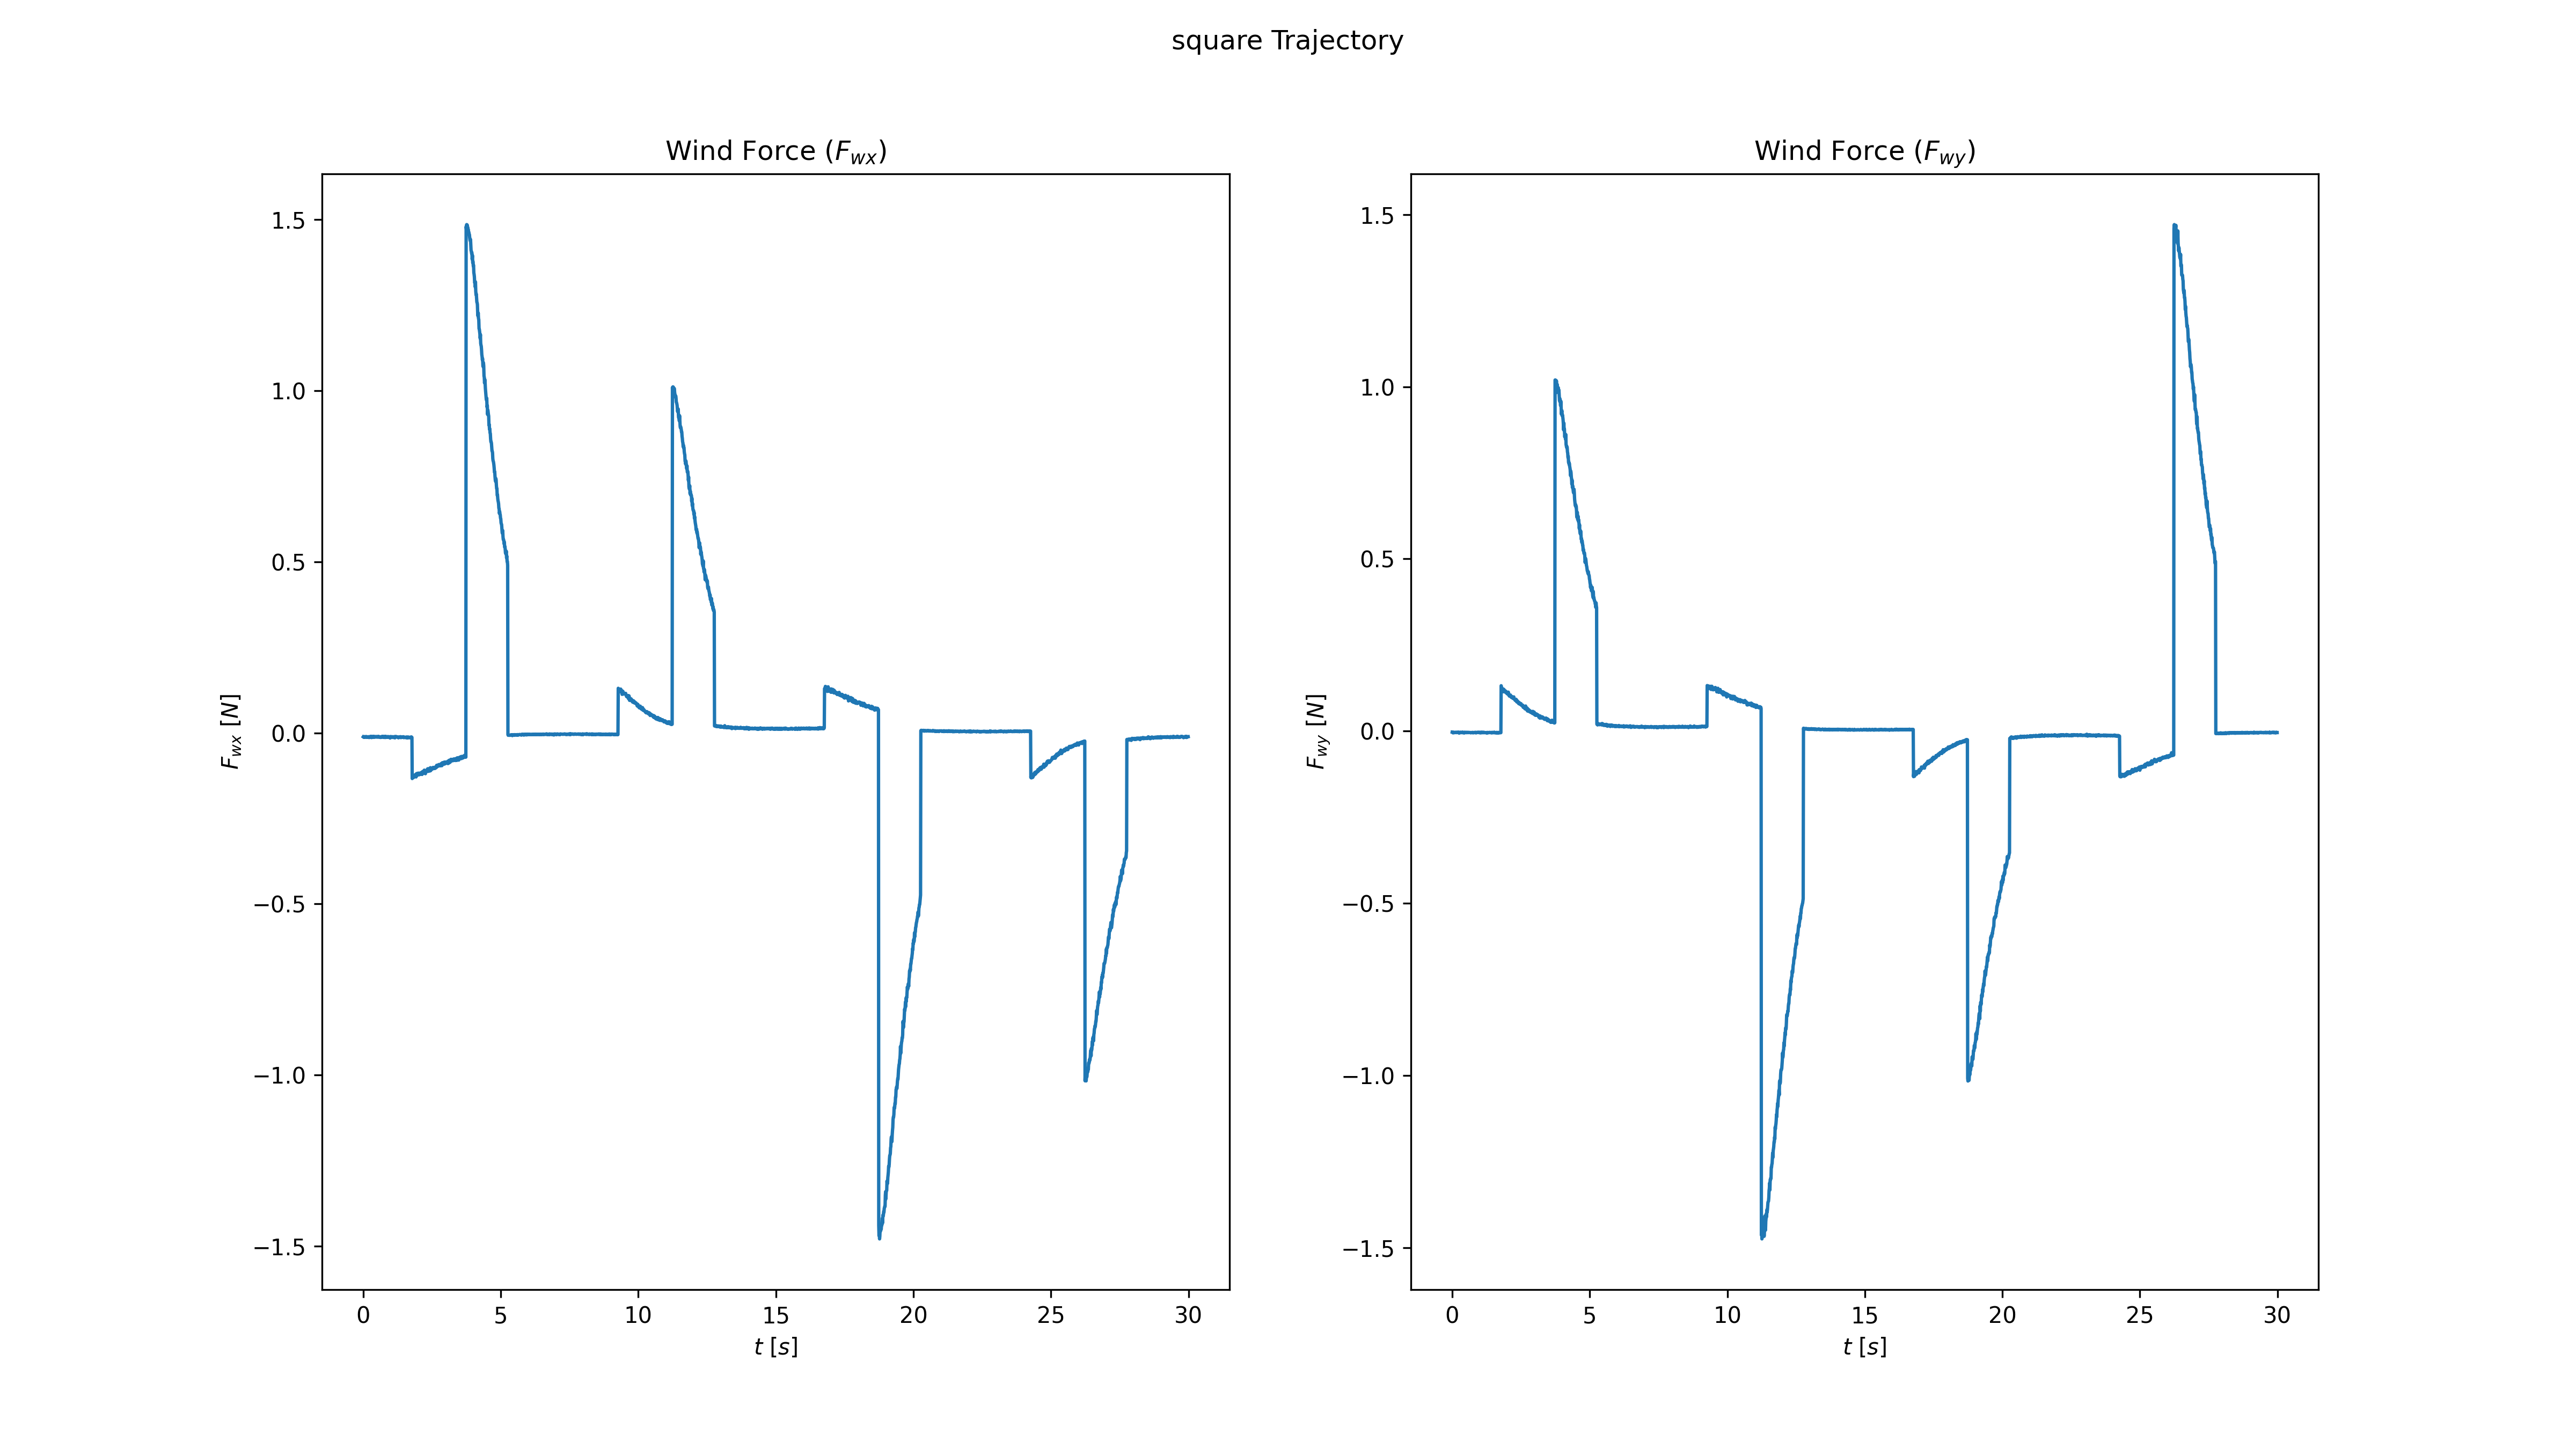 square Trajectory
Wind Force (F_wx)
1.5
1.0
0.5
0.0
−0.5
−1.0
−1.5
F_wx [N]
0 5 10 15 20 25 30
t [s]
Wind Force (F_wy)
1.5
1.0
0.5
0.0
−0.5
−1.0
−1.5
F_wy [N]
0 5 10 15 20 25 30
t [s]